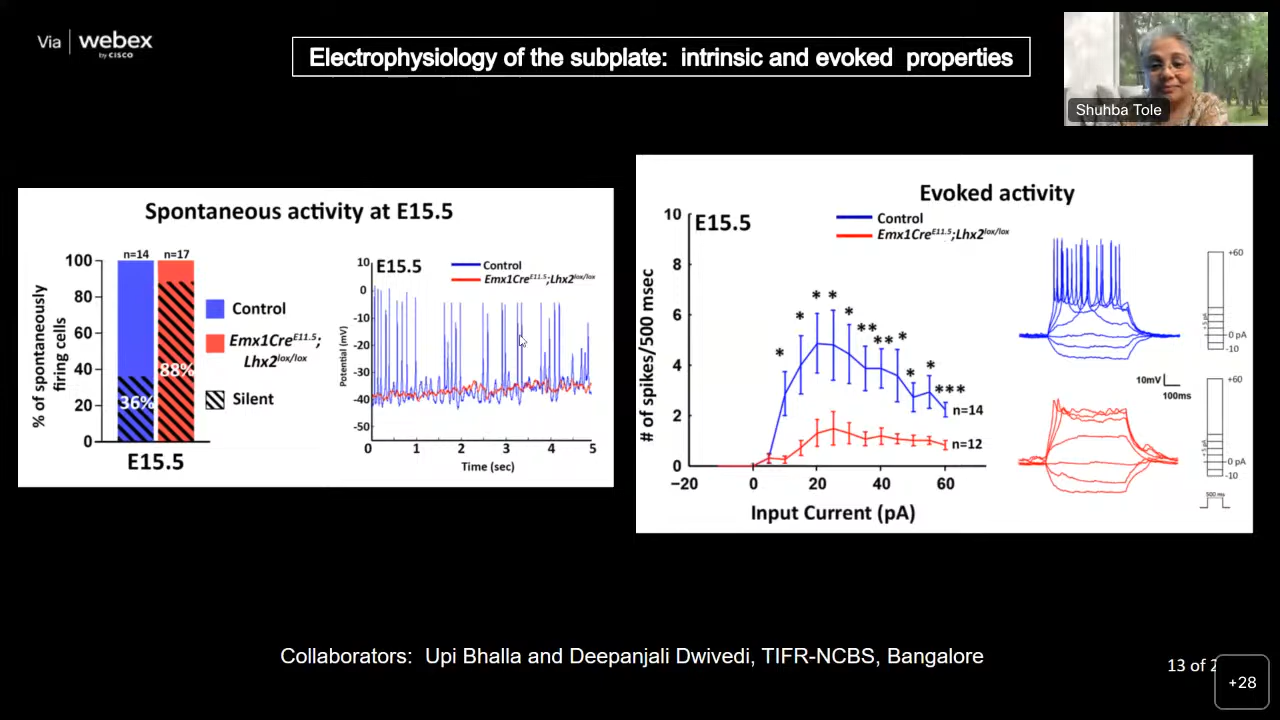 Via | webex
by CISCO
Electrophysiology of the subplate: intrinsic and evoked properties
Shuhba Tole
Spontaneous activity at E15.5
n=14 n=17
% of spontaneously
firing cells
100
80
60
40
20
0
36%
88%
E15.5
Control
Emx1Cre^E11.5;
Lhx2^lox/lox
Silent
E15.5
Control
Emx1Cre^E11.5;Lhx2^lox/lox
Potential (mV)
10
0
-10
-20
-30
-40
-50
0 1 2 3 4 5
Time (sec)
Evoked activity
E15.5
Control
Emx1Cre^E11.5;Lhx2^lox/lox
# of spikes/500 msec
10
8
6
4
2
0
* * * * * ** ** * * * ***
n=14
n=12
−20 0 20 40 60
Input Current (pA)
+60
0 pA
-10
10mV
100ms
+60
0 pA
-10
500 ms
Collaborators: Upi Bhalla and Deepanjali Dwivedi, TIFR-NCBS, Bangalore
13 of 2
+28